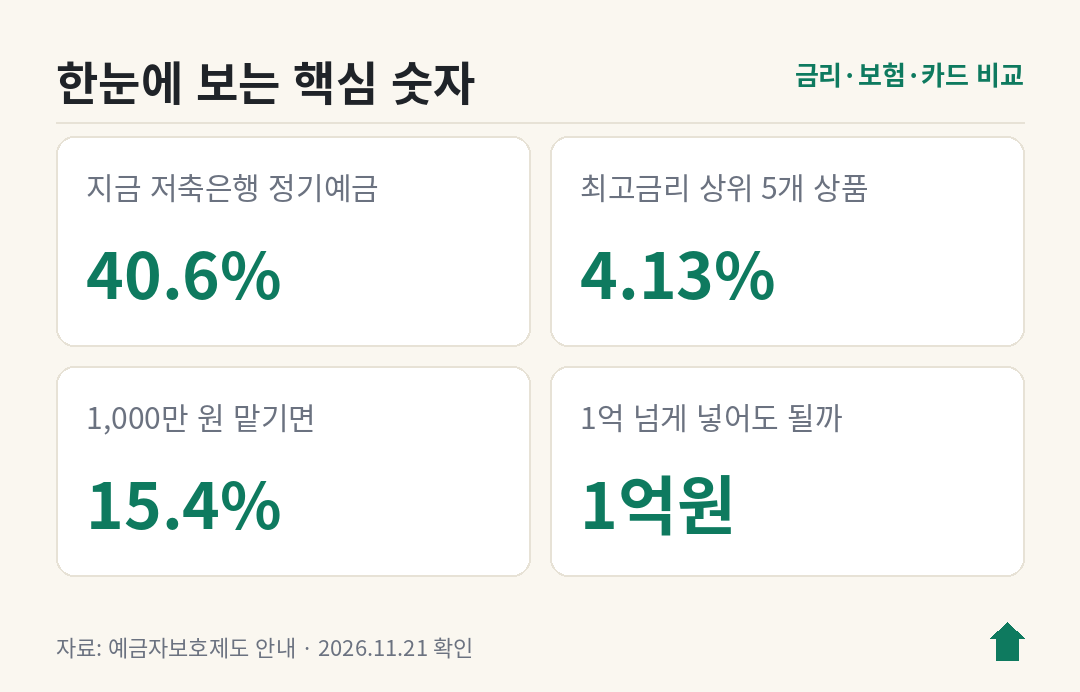 한눈에 보는 핵심 숫자
금리·보험·카드 비교
지금 저축은행 정기예금
40.6%
최고금리 상위 5개 상품
4.13%
1,000만 원 맡기면
15.4%
1억 넘게 넣어도 될까
1억원
자료: 예금자보호제도 안내 · 2026.11.21 확인